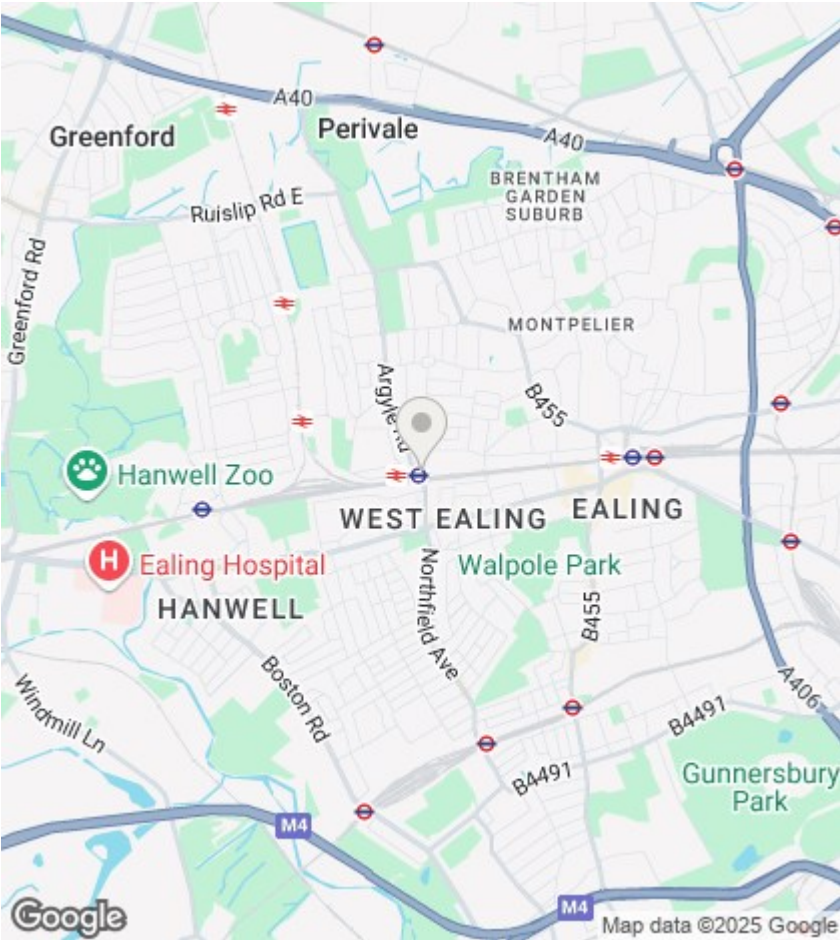 A40
Greenford
Perivale
A40
BRENTHAM
GARDEN
SUBURB
Ruislip Rd E
Greenford Rd
MONTPELIER
Argyle Rd
B455
Hanwell Zoo
WEST EALING
EALING
H
Ealing Hospital
Walpole Park
HANWELL
Northfield Ave
B455
Boston Rd
Windmill Ln
A406
B4491
B4491
Gunnersbury
Park
M4
M4
Google
Map data ©2025 Google